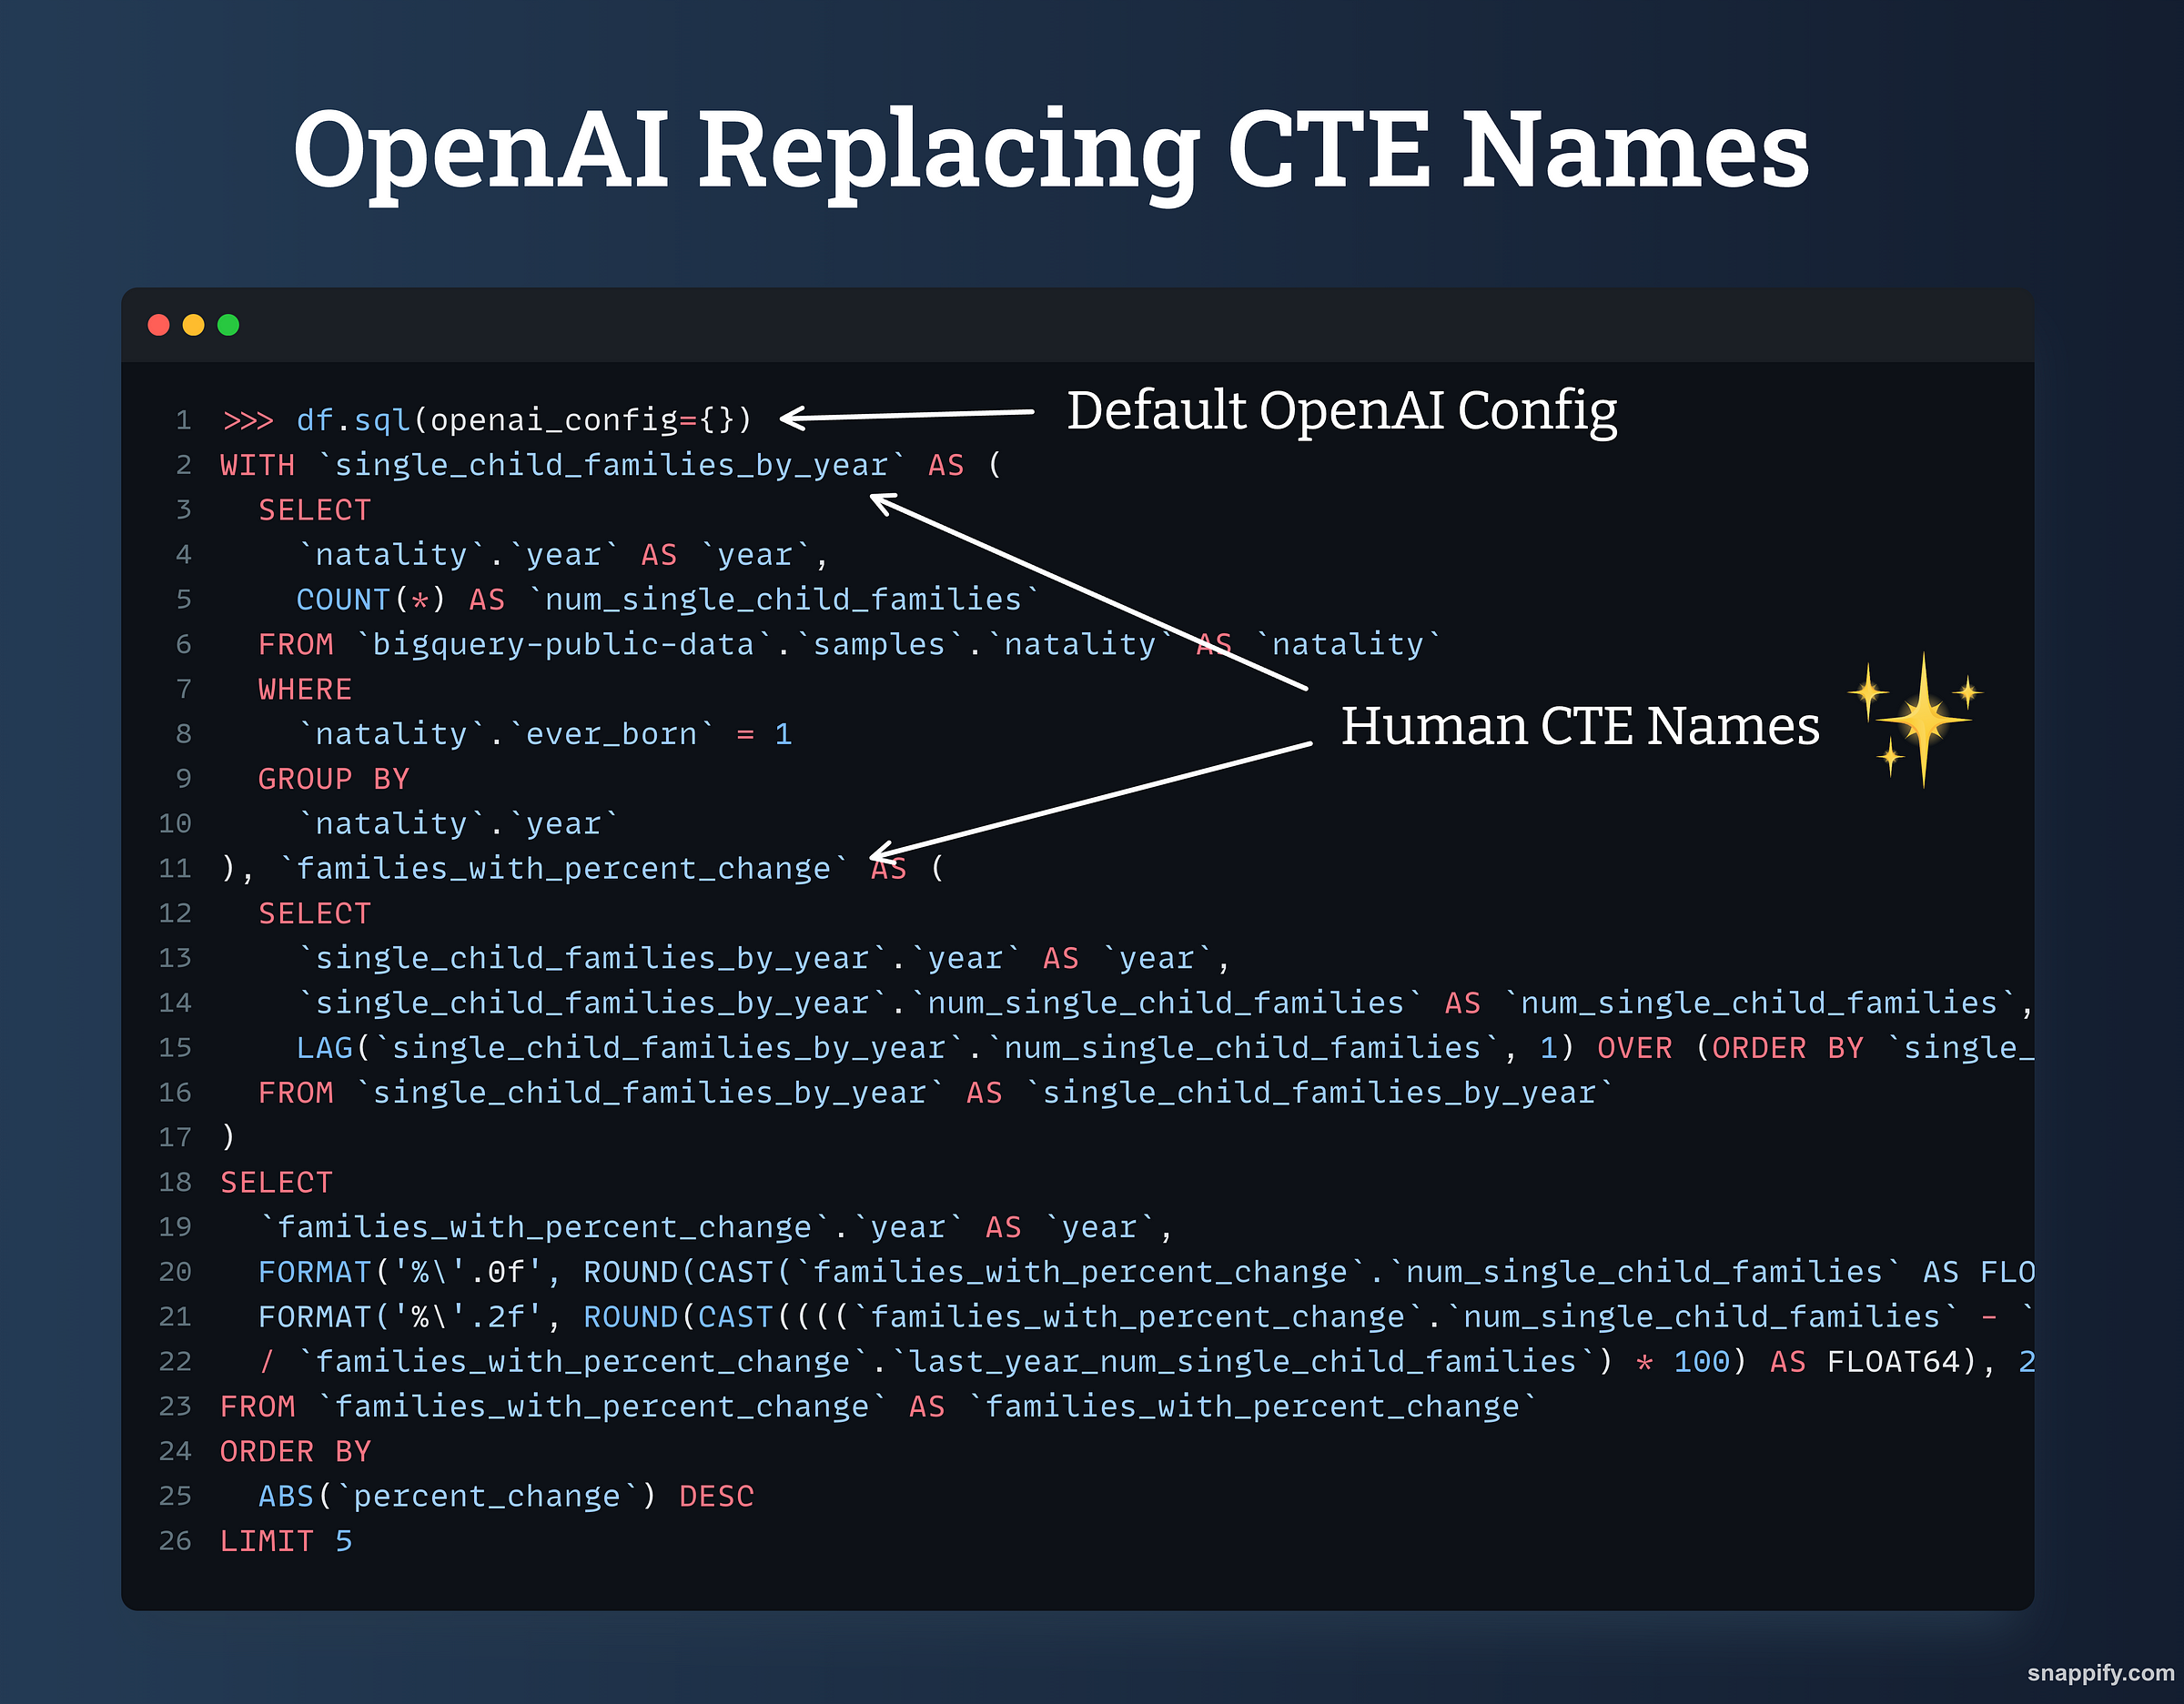 OpenAI Replacing CTE Names
1 >>> df.sql(openai_config={})
Default OpenAI Config
2 WITH `single_child_families_by_year` AS (
3   SELECT
4     `natality`.`year` AS `year`,
5     COUNT(*) AS `num_single_child_families`
6   FROM `bigquery-public-data`.`samples`.`natality` AS `natality`
7   WHERE
8     `natality`.`ever_born` = 1
Human CTE Names
9   GROUP BY
10     `natality`.`year`
11 ), `families_with_percent_change` AS (
12   SELECT
13     `single_child_families_by_year`.`year` AS `year`,
14     `single_child_families_by_year`.`num_single_child_families` AS `num_single_child_families`,
15     LAG(`single_child_families_by_year`.`num_single_child_families`, 1) OVER (ORDER BY `single_
16   FROM `single_child_families_by_year` AS `single_child_families_by_year`
17 )
18 SELECT
19   `families_with_percent_change`.`year` AS `year`,
20   FORMAT('%\'.0f', ROUND(CAST(`families_with_percent_change`.`num_single_child_families` AS FLO
21   FORMAT('%\'.2f', ROUND(CAST((((`families_with_percent_change`.`num_single_child_families` - `
22   / `families_with_percent_change`.`last_year_num_single_child_families`) * 100) AS FLOAT64), 2
23 FROM `families_with_percent_change` AS `families_with_percent_change`
24 ORDER BY
25   ABS(`percent_change`) DESC
26 LIMIT 5
snappify.com